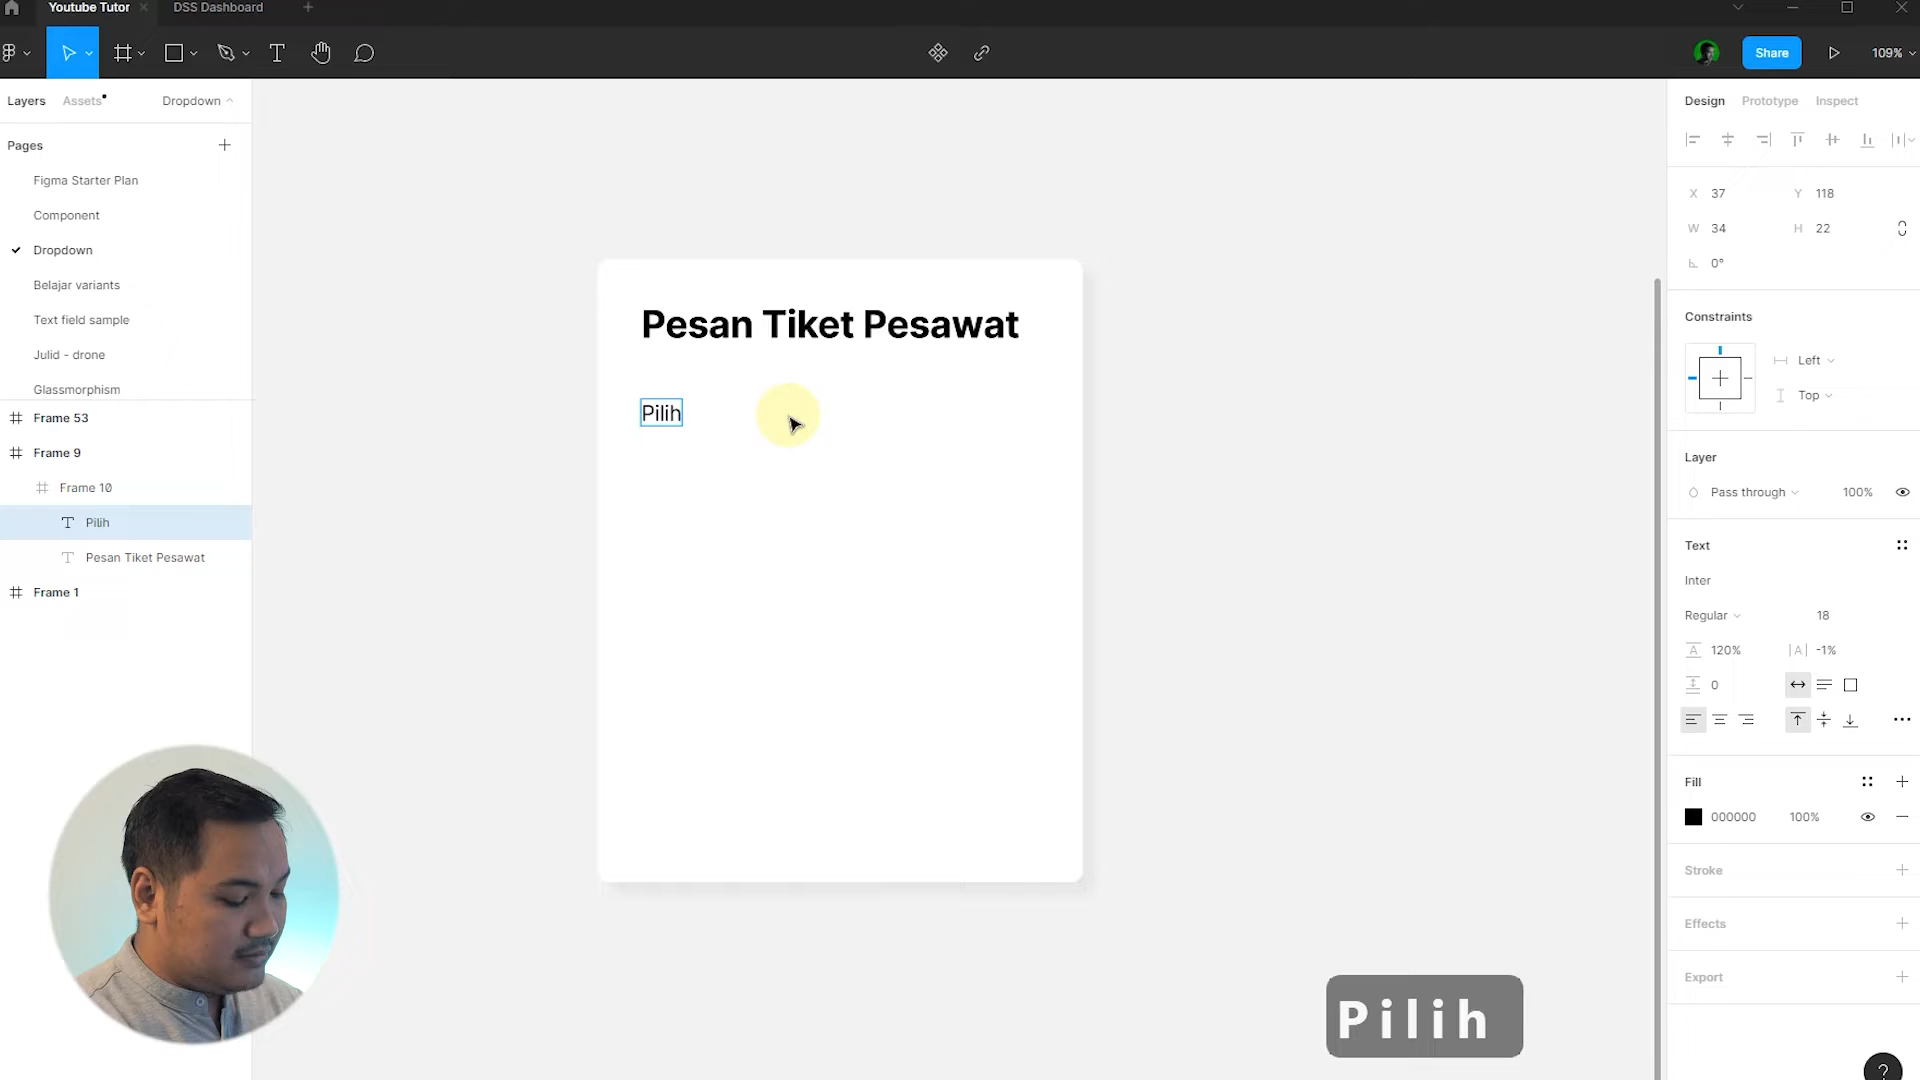 Youtube Tutor
DSS Dashboard
Share
109%
Layers
Assets
Dropdown
Pages
Figma Starter Plan
Component
Dropdown
Belajar variants
Text field sample
Julid - drone
Glassmorphism
Frame 53
Frame 9
Frame 10
Pilih
Pesan Tiket Pesawat
Frame 1
Pesan Tiket Pesawat
Pilih
Pilih
Design
Prototype
Inspect
X 37
Y 118
W 34
H 22
0°
Constraints
Left
Top
Layer
Pass through
100%
Text
Inter
Regular
18
A 120%
|A| -1%
0
Fill
000000
100%
Stroke
Effects
Export
?